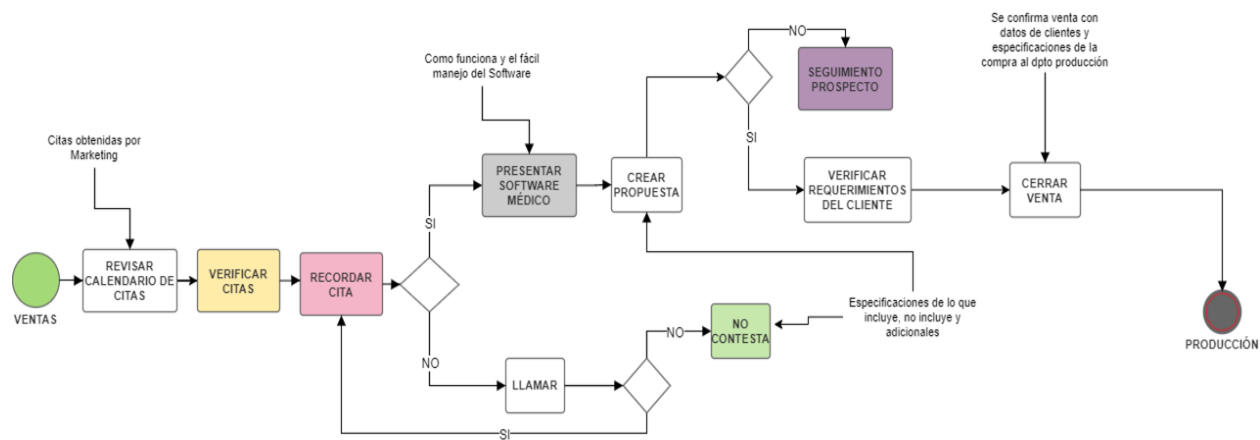 Citas obtenidas por
Marketing
VENTAS
REVISAR
CALENDARIO DE
CITAS
VERIFICAR
CITAS
RECORDAR
CITA
SI
NO
Como funciona y el fácil
manejo del Software
PRESENTAR
SOFTWARE
MÉDICO
CREAR
PROPUESTA
NO
SEGUIMIENTO
PROSPECTO
SI
VERIFICAR
REQUERIMIENTOS
DEL CLIENTE
Se confirma venta con
datos de clientes y
especificaciones de la
compra al dpto producción
CERRAR
VENTA
PRODUCCIÓN
LLAMAR
NO
SI
NO
CONTESTA
Especificaciones de lo que
incluye, no incluye y
adicionales